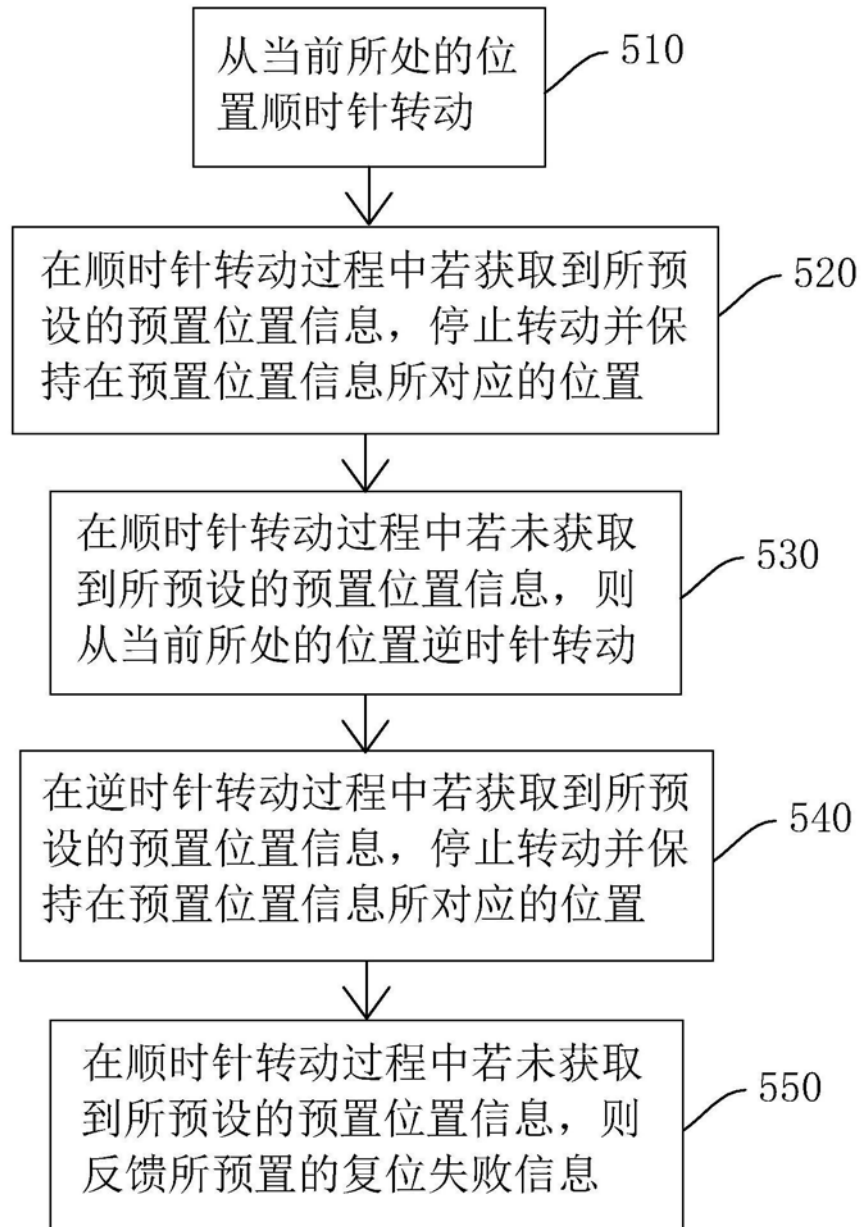 从当前所处的位
置顺时针转动
510
在顺时针转动过程中若获取到所预
设的预置位置信息，停止转动并保
持在预置位置信息所对应的位置
520
在顺时针转动过程中若未获取
到所预设的预置位置信息，则
从当前所处的位置逆时针转动
530
在逆时针转动过程中若获取到所预
设的预置位置信息，停止转动并保
持在预置位置信息所对应的位置
540
在顺时针转动过程中若未获取
到所预设的预置位置信息，则
反馈所预置的复位失败信息
550